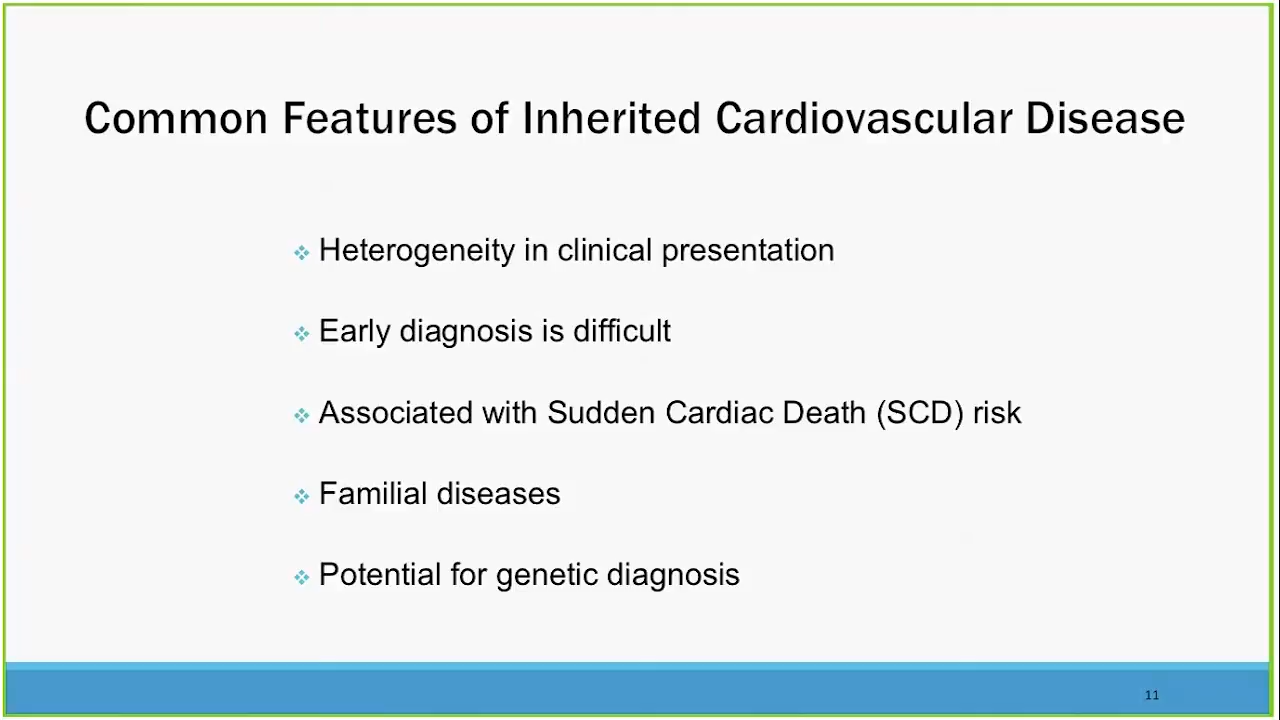 Common Features of Inherited Cardiovascular Disease
Heterogeneity in clinical presentation
Early diagnosis is difficult
Associated with Sudden Cardiac Death (SCD) risk
Familial diseases
Potential for genetic diagnosis
11